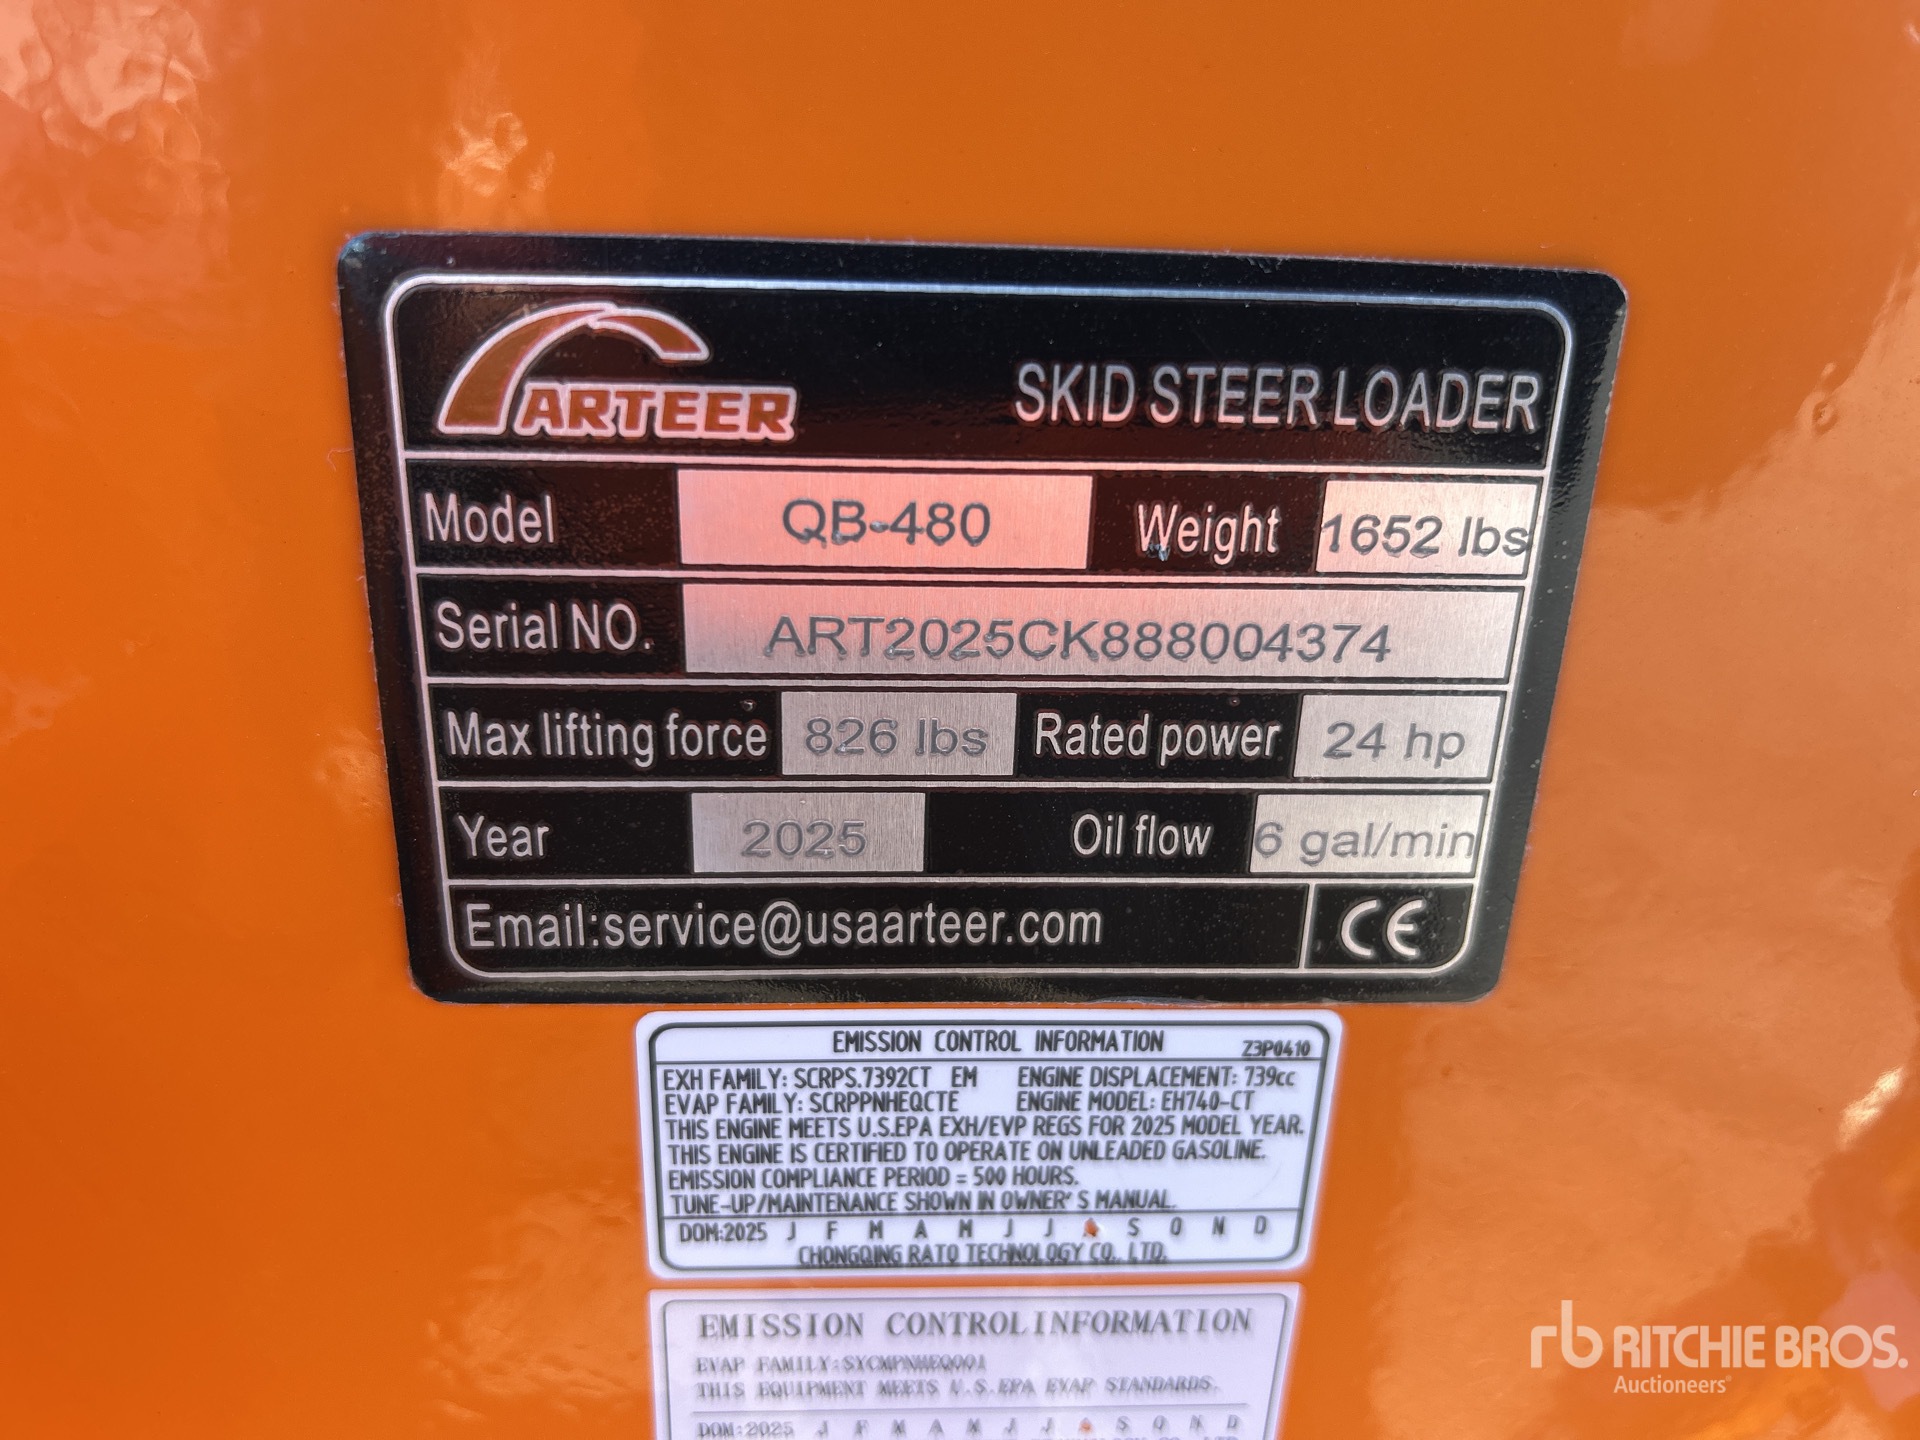 ARTEER SKID STEER LOADER
Model QB-480 Weight 1652 lbs
Serial NO. ART2025CK888004374
Max lifting force 826 lbs Rated power 24 hp
Year 2025 Oil flow 6 gal/min
Email:service@usaarteer.com CE
EMISSION CONTROL INFORMATION Z3P0410
EXH FAMILY: SCRPS.7392CT EM ENGINE DISPLACEMENT: 739cc
EVAP FAMILY: SCRPPNHEQCTE ENGINE MODEL: EH740-CT
THIS ENGINE MEETS U.S.EPA EXH/EVP REGS FOR 2025 MODEL YEAR.
THIS ENGINE IS CERTIFIED TO OPERATE ON UNLEADED GASOLINE.
EMISSION COMPLIANCE PERIOD = 500 HOURS.
TUNE-UP/MAINTENANCE SHOWN IN OWNER'S MANUAL.
DOM:2025 J F M A M J J S O N D
CHONGQING RATO TECHNOLOGY CO., LTD.
EMISSION CONTROL INFORMATION
EVAP FAMILY:SYCMPNHEQ001
THIS EQUIPMENT MEETS U.S.EPA EVAP STANDARDS.
DOM:2025 J F M A M J J S O N D
rb RITCHIE BROS.
Auctioneers